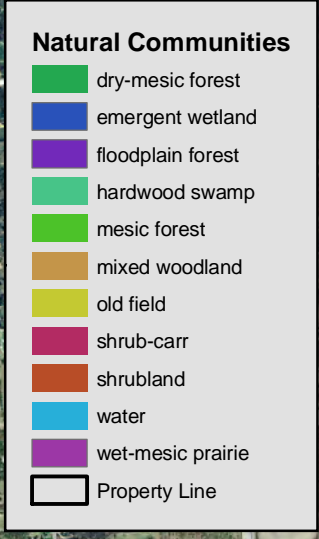 Natural Communities
dry-mesic forest
emergent wetland
floodplain forest
hardwood swamp
mesic forest
mixed woodland
old field
shrub-carr
shrubland
water
wet-mesic prairie
Property Line